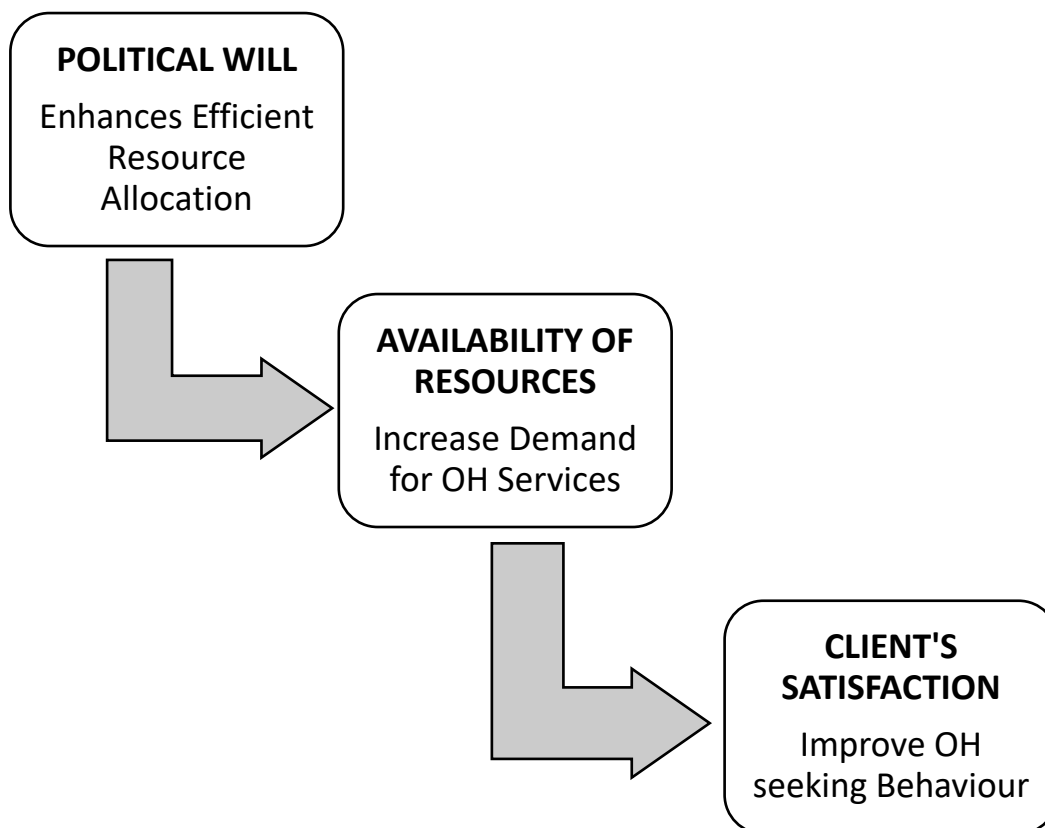 POLITICAL WILL
Enhances Efficient
Resource
Allocation
AVAILABILITY OF
RESOURCES
Increase Demand
for OH Services
CLIENT'S
SATISFACTION
Improve OH
seeking Behaviour